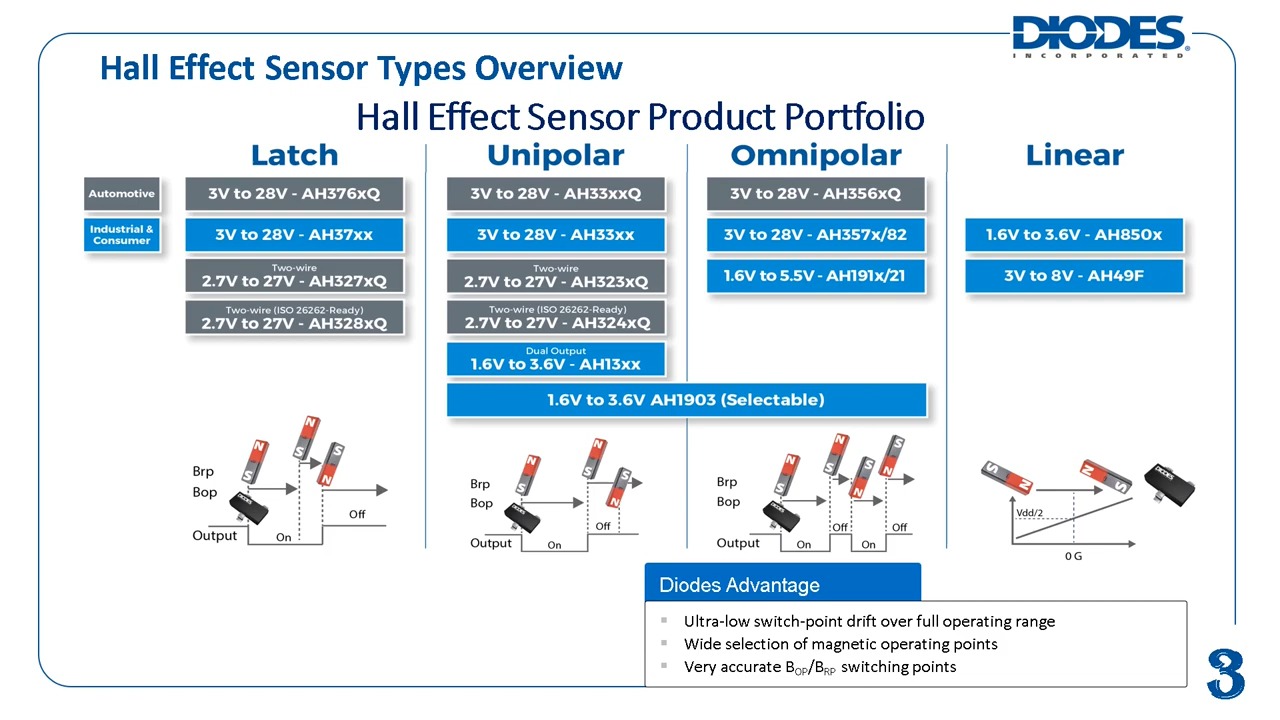 DIODES
INCORPORATED
Hall Effect Sensor Types Overview
Hall Effect Sensor Product Portfolio
Latch
Unipolar
Omnipolar
Linear
Automotive
3V to 28V - AH376xQ
3V to 28V - AH33xxQ
3V to 28V - AH356xQ
Industrial &
Consumer
3V to 28V - AH37xx
3V to 28V - AH33xx
3V to 28V - AH357x/82
1.6V to 3.6V - AH850x
Two-wire
2.7V to 27V - AH327xQ
Two-wire
2.7V to 27V - AH323xQ
1.6V to 5.5V - AH191x/21
3V to 8V - AH49F
Two-wire (ISO 26262-Ready)
2.7V to 27V - AH328xQ
Two-wire (ISO 26262-Ready)
2.7V to 27V - AH324xQ
Dual Output
1.6V to 3.6V - AH13xx
1.6V to 3.6V AH1903 (Selectable)
N
S
N
S
S
N
Brp
Bop
DIODES
Off
Output
On
N
S
N
S
S
N
Brp
Bop
DIODES
Off
Output
On
N
S
N
S
S
N
S
N
Brp
Bop
DIODES
Off
Off
Output
On
On
S
N
N
S
DIODES
Vdd/2
0 G
Diodes Advantage
▪ Ultra-low switch-point drift over full operating range
▪ Wide selection of magnetic operating points
▪ Very accurate BOP/BRP switching points
3